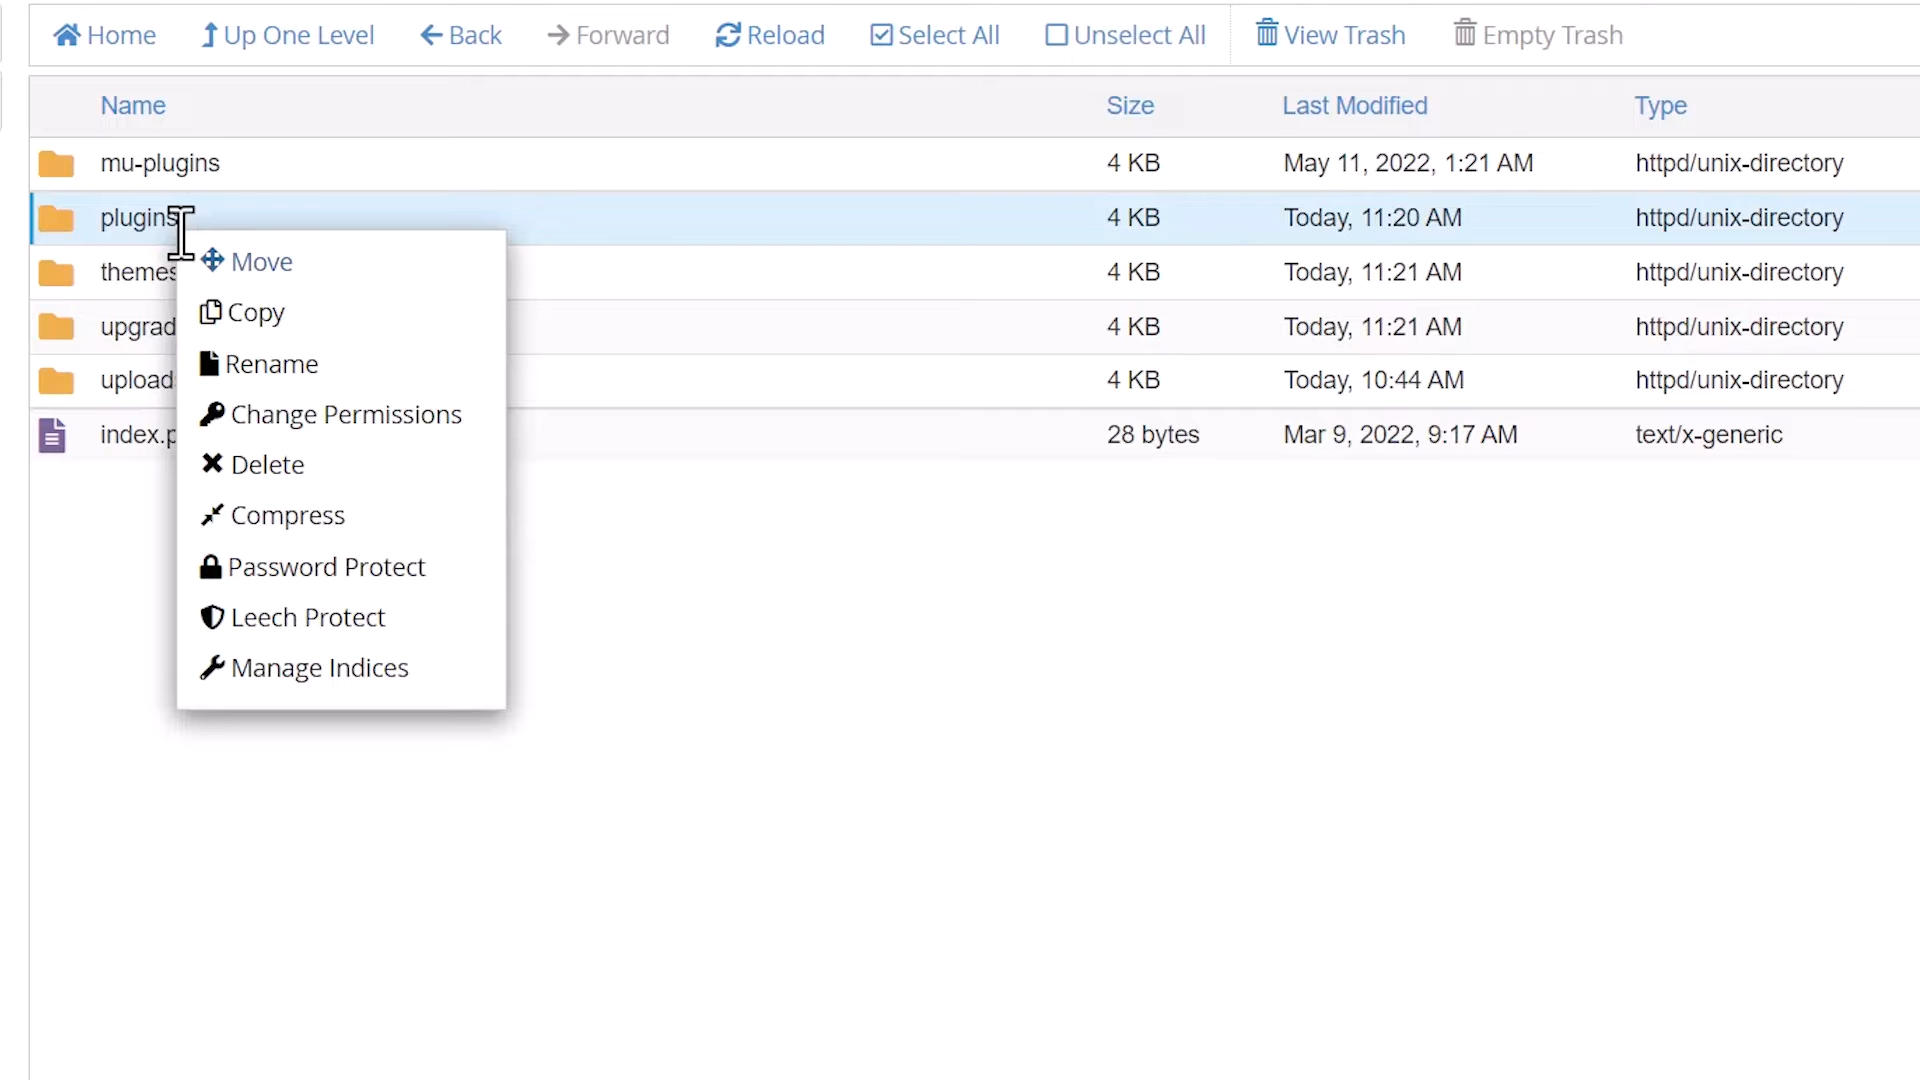 Home Up One Level Back Forward Reload Select All Unselect All View Trash Empty Trash
Name Size Last Modified Type
mu-plugins 4 KB May 11, 2022, 1:21 AM httpd/unix-directory
plugins 4 KB Today, 11:20 AM httpd/unix-directory
themes 4 KB Today, 11:21 AM httpd/unix-directory
upgrad 4 KB Today, 11:21 AM httpd/unix-directory
upload 4 KB Today, 10:44 AM httpd/unix-directory
index.p 28 bytes Mar 9, 2022, 9:17 AM text/x-generic
Move
Copy
Rename
Change Permissions
Delete
Compress
Password Protect
Leech Protect
Manage Indices